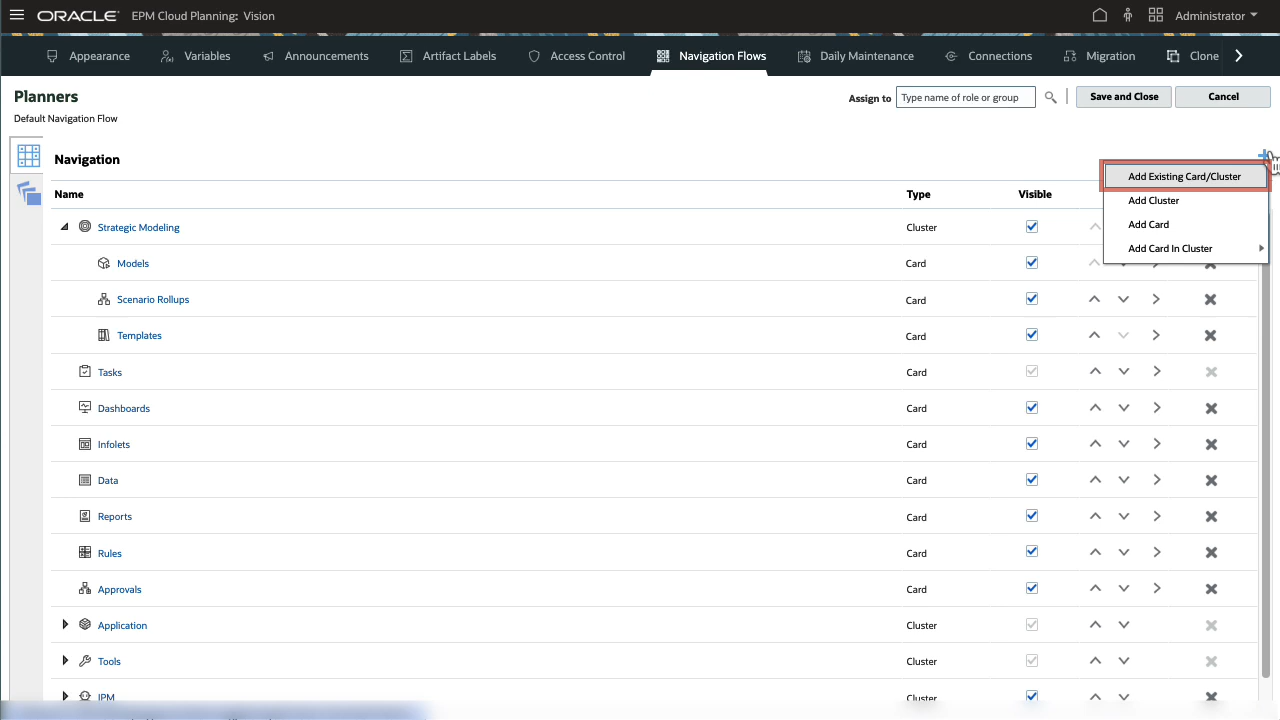 ORACLE EPM Cloud Planning: Vision Administrator
Appearance Variables Announcements Artifact Labels Access Control Navigation Flows Daily Maintenance Connections Migration Clone
Planners
Assign to Type name of role or group Save and Close Cancel
Default Navigation Flow
Navigation
Add Existing Card/Cluster
Add Cluster
Add Card
Add Card In Cluster
Name Type Visible
Strategic Modeling Cluster
Models Card
Scenario Rollups Card
Templates Card
Tasks Card
Dashboards Card
Infolets Card
Data Card
Reports Card
Rules Card
Approvals Card
Application Cluster
Tools Cluster
IPM Cluster